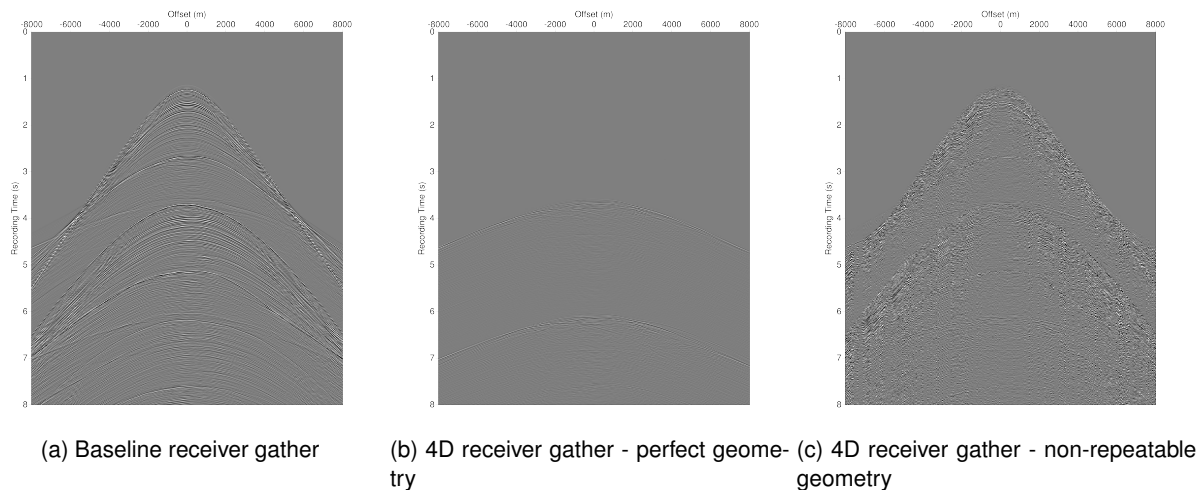 Offset (m)
-8000 -6000 -4000 -2000 0 2000 4000 6000 8000
Recording Time (s)
0
1
2
3
4
5
6
7
8
(a) Baseline receiver gather
Offset (m)
-8000 -6000 -4000 -2000 0 2000 4000 6000 8000
Recording Time (s)
0
1
2
3
4
5
6
7
8
(b) 4D receiver gather - perfect geome-
try
Offset (m)
-8000 -6000 -4000 -2000 0 2000 4000 6000 8000
Recording Time (s)
0
1
2
3
4
5
6
7
8
(c) 4D receiver gather - non-repeatable
geometry